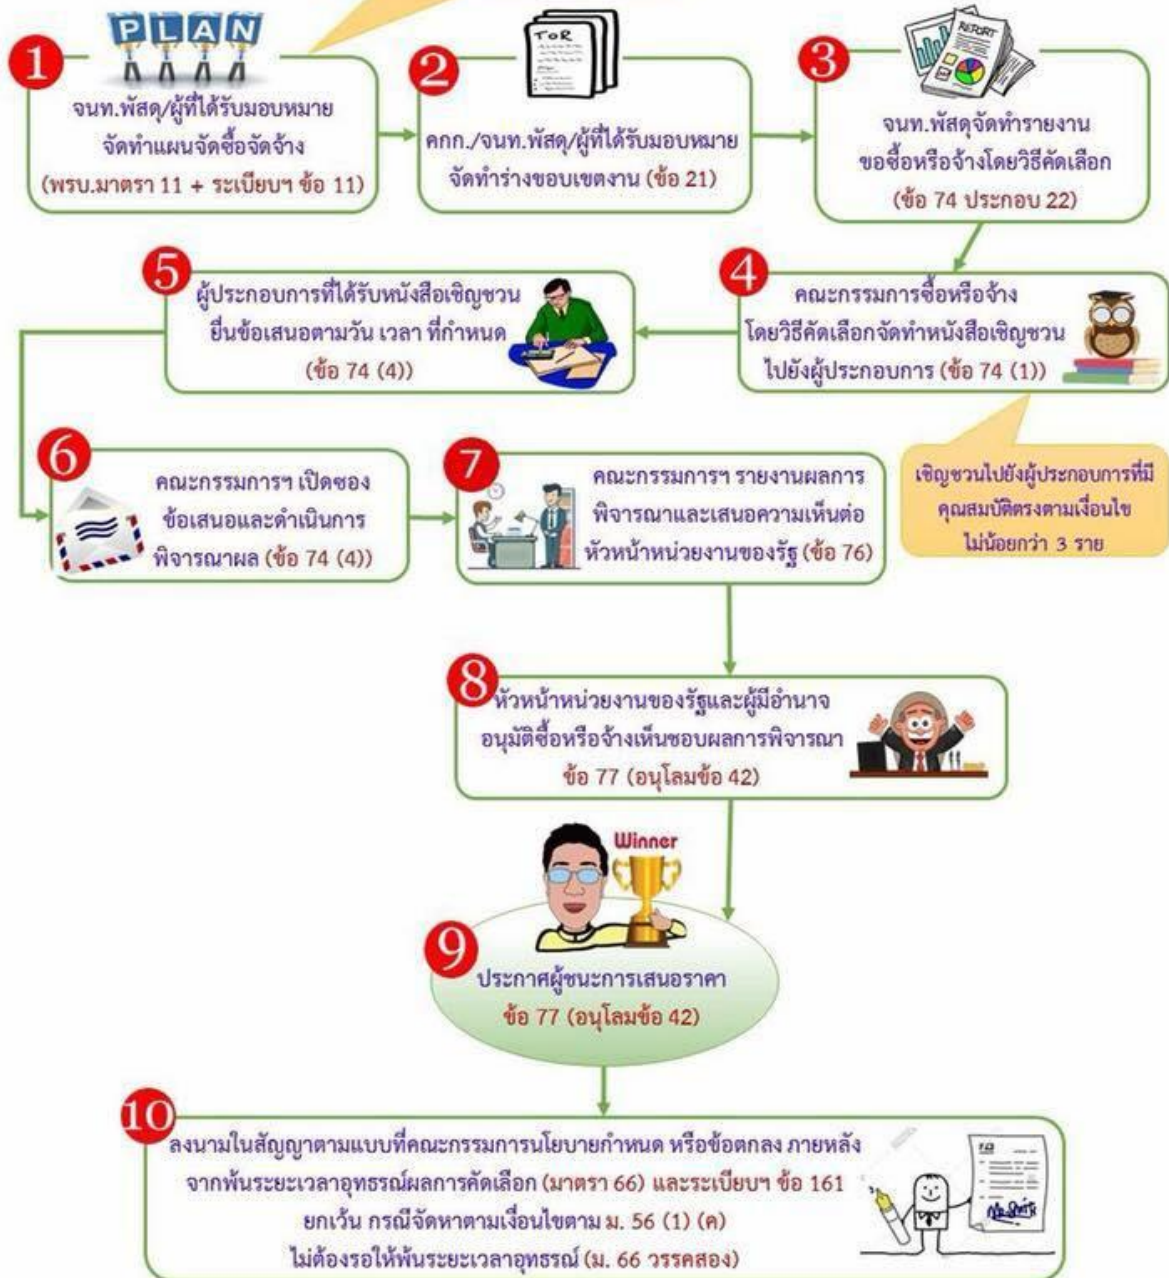 PLAN
1
จนท.พัสดุ/ผู้ที่ได้รับมอบหมาย
จัดทำแผนจัดซื้อจัดจ้าง
(พรบ.มาตรา 11 + ระเบียบฯ ข้อ 11)
TOR
2
คกก./จนท.พัสดุ/ผู้ที่ได้รับมอบหมาย
จัดทำร่างขอบเขตงาน (ข้อ 21)
REPORT
3
จนท.พัสดุจัดทำรายงาน
ขอซื้อหรือจ้างโดยวิธีคัดเลือก
(ข้อ 74 ประกอบ 22)
4
คณะกรรมการซื้อหรือจ้าง
โดยวิธีคัดเลือกจัดทำหนังสือเชิญชวน
ไปยังผู้ประกอบการ (ข้อ 74 (1))
เชิญชวนไปยังผู้ประกอบการที่มี
คุณสมบัติตรงตามเงื่อนไข
ไม่น้อยกว่า 3 ราย
5
ผู้ประกอบการที่ได้รับหนังสือเชิญชวน
ยื่นข้อเสนอตามวัน เวลา ที่กำหนด
(ข้อ 74 (4))
6
คณะกรรมการฯ เปิดซอง
ข้อเสนอและดำเนินการ
พิจารณาผล (ข้อ 74 (4))
7
คณะกรรมการฯ รายงานผลการ
พิจารณาและเสนอความเห็นต่อ
หัวหน้าหน่วยงานของรัฐ (ข้อ 76)
8
หัวหน้าหน่วยงานของรัฐและผู้มีอำนาจ
อนุมัติซื้อหรือจ้างเห็นชอบผลการพิจารณา
ข้อ 77 (อนุโลมข้อ 42)
Winner
9
ประกาศผู้ชนะการเสนอราคา
ข้อ 77 (อนุโลมข้อ 42)
10
ลงนามในสัญญาตามแบบที่คณะกรรมการนโยบายกำหนด หรือข้อตกลง ภายหลัง
จากพ้นระยะเวลาอุทธรณ์ผลการคัดเลือก (มาตรา 66) และระเบียบฯ ข้อ 161
ยกเว้น กรณีจัดหาตามเงื่อนไขตาม ม. 56 (1) (ค)
ไม่ต้องรอให้พ้นระยะเวลาอุทธรณ์ (ม. 66 วรรคสอง)